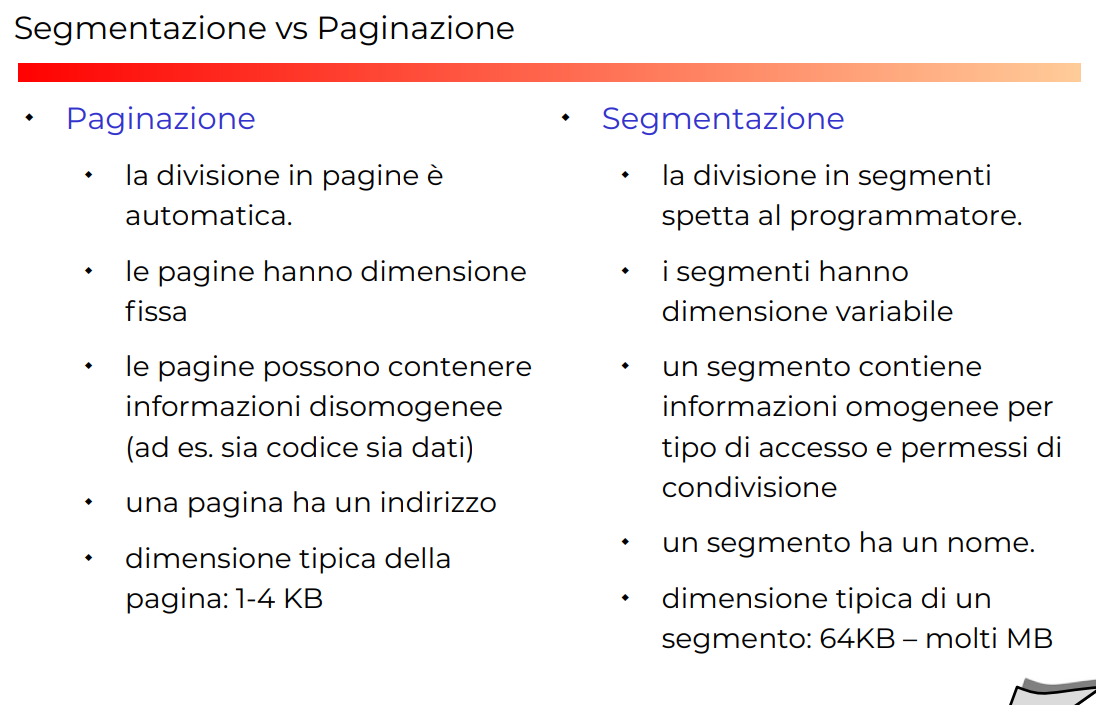 Segmentazione vs Paginazione
Paginazione
la divisione in pagine è
automatica.
le pagine hanno dimensione
fissa
le pagine possono contenere
informazioni disomogenee
(ad es. sia codice sia dati)
una pagina ha un indirizzo
dimensione tipica della
pagina: 1-4 KB
Segmentazione
la divisione in segmenti
spetta al programmatore.
i segmenti hanno
dimensione variabile
un segmento contiene
informazioni omogenee per
tipo di accesso e permessi di
condivisione
un segmento ha un nome.
dimensione tipica di un
segmento: 64KB – molti MB